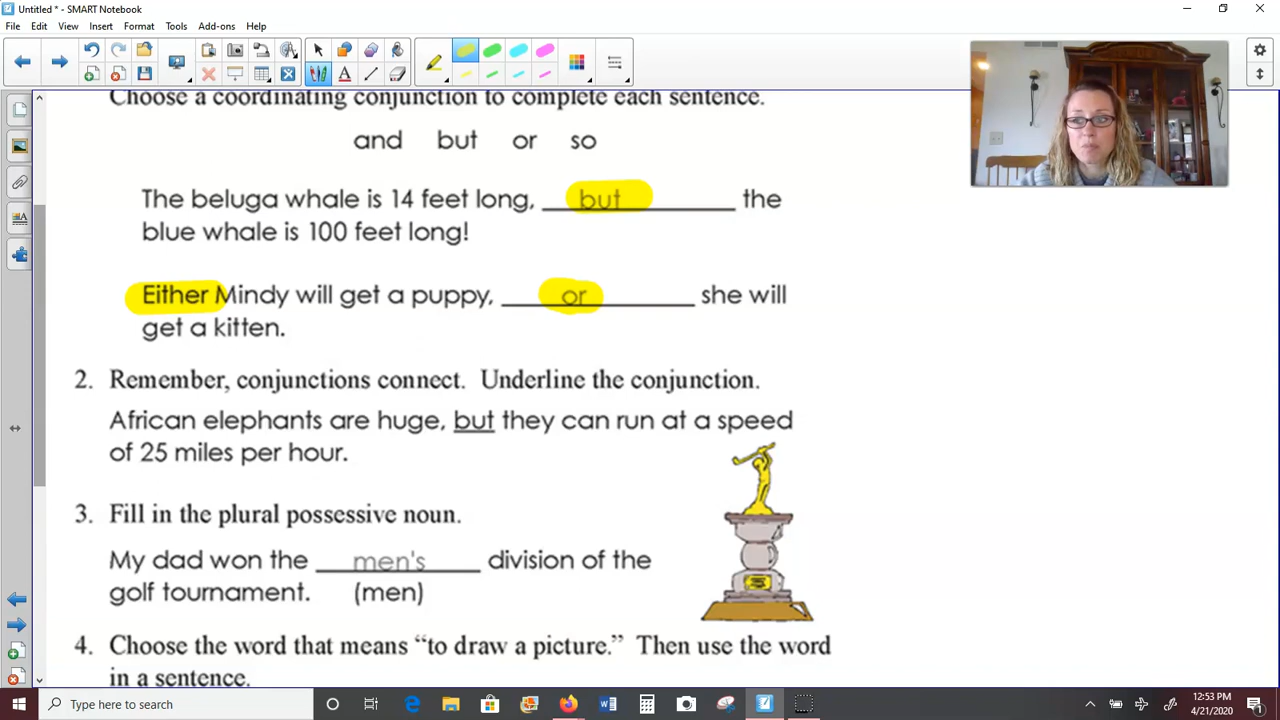 Untitled * - SMART Notebook
File Edit View Insert Format Tools Add-ons Help
Choose a coordinating conjunction to complete each sentence.
and but or so
The beluga whale is 14 feet long, but the
blue whale is 100 feet long!
Either Mindy will get a puppy, or she will
get a kitten.
2. Remember, conjunctions connect. Underline the conjunction.
African elephants are huge, but they can run at a speed
of 25 miles per hour.
3. Fill in the plural possessive noun.
My dad won the men's division of the
golf tournament. (men)
4. Choose the word that means “to draw a picture.” Then use the word
in a sentence.
Type here to search
12:53 PM
4/21/2020